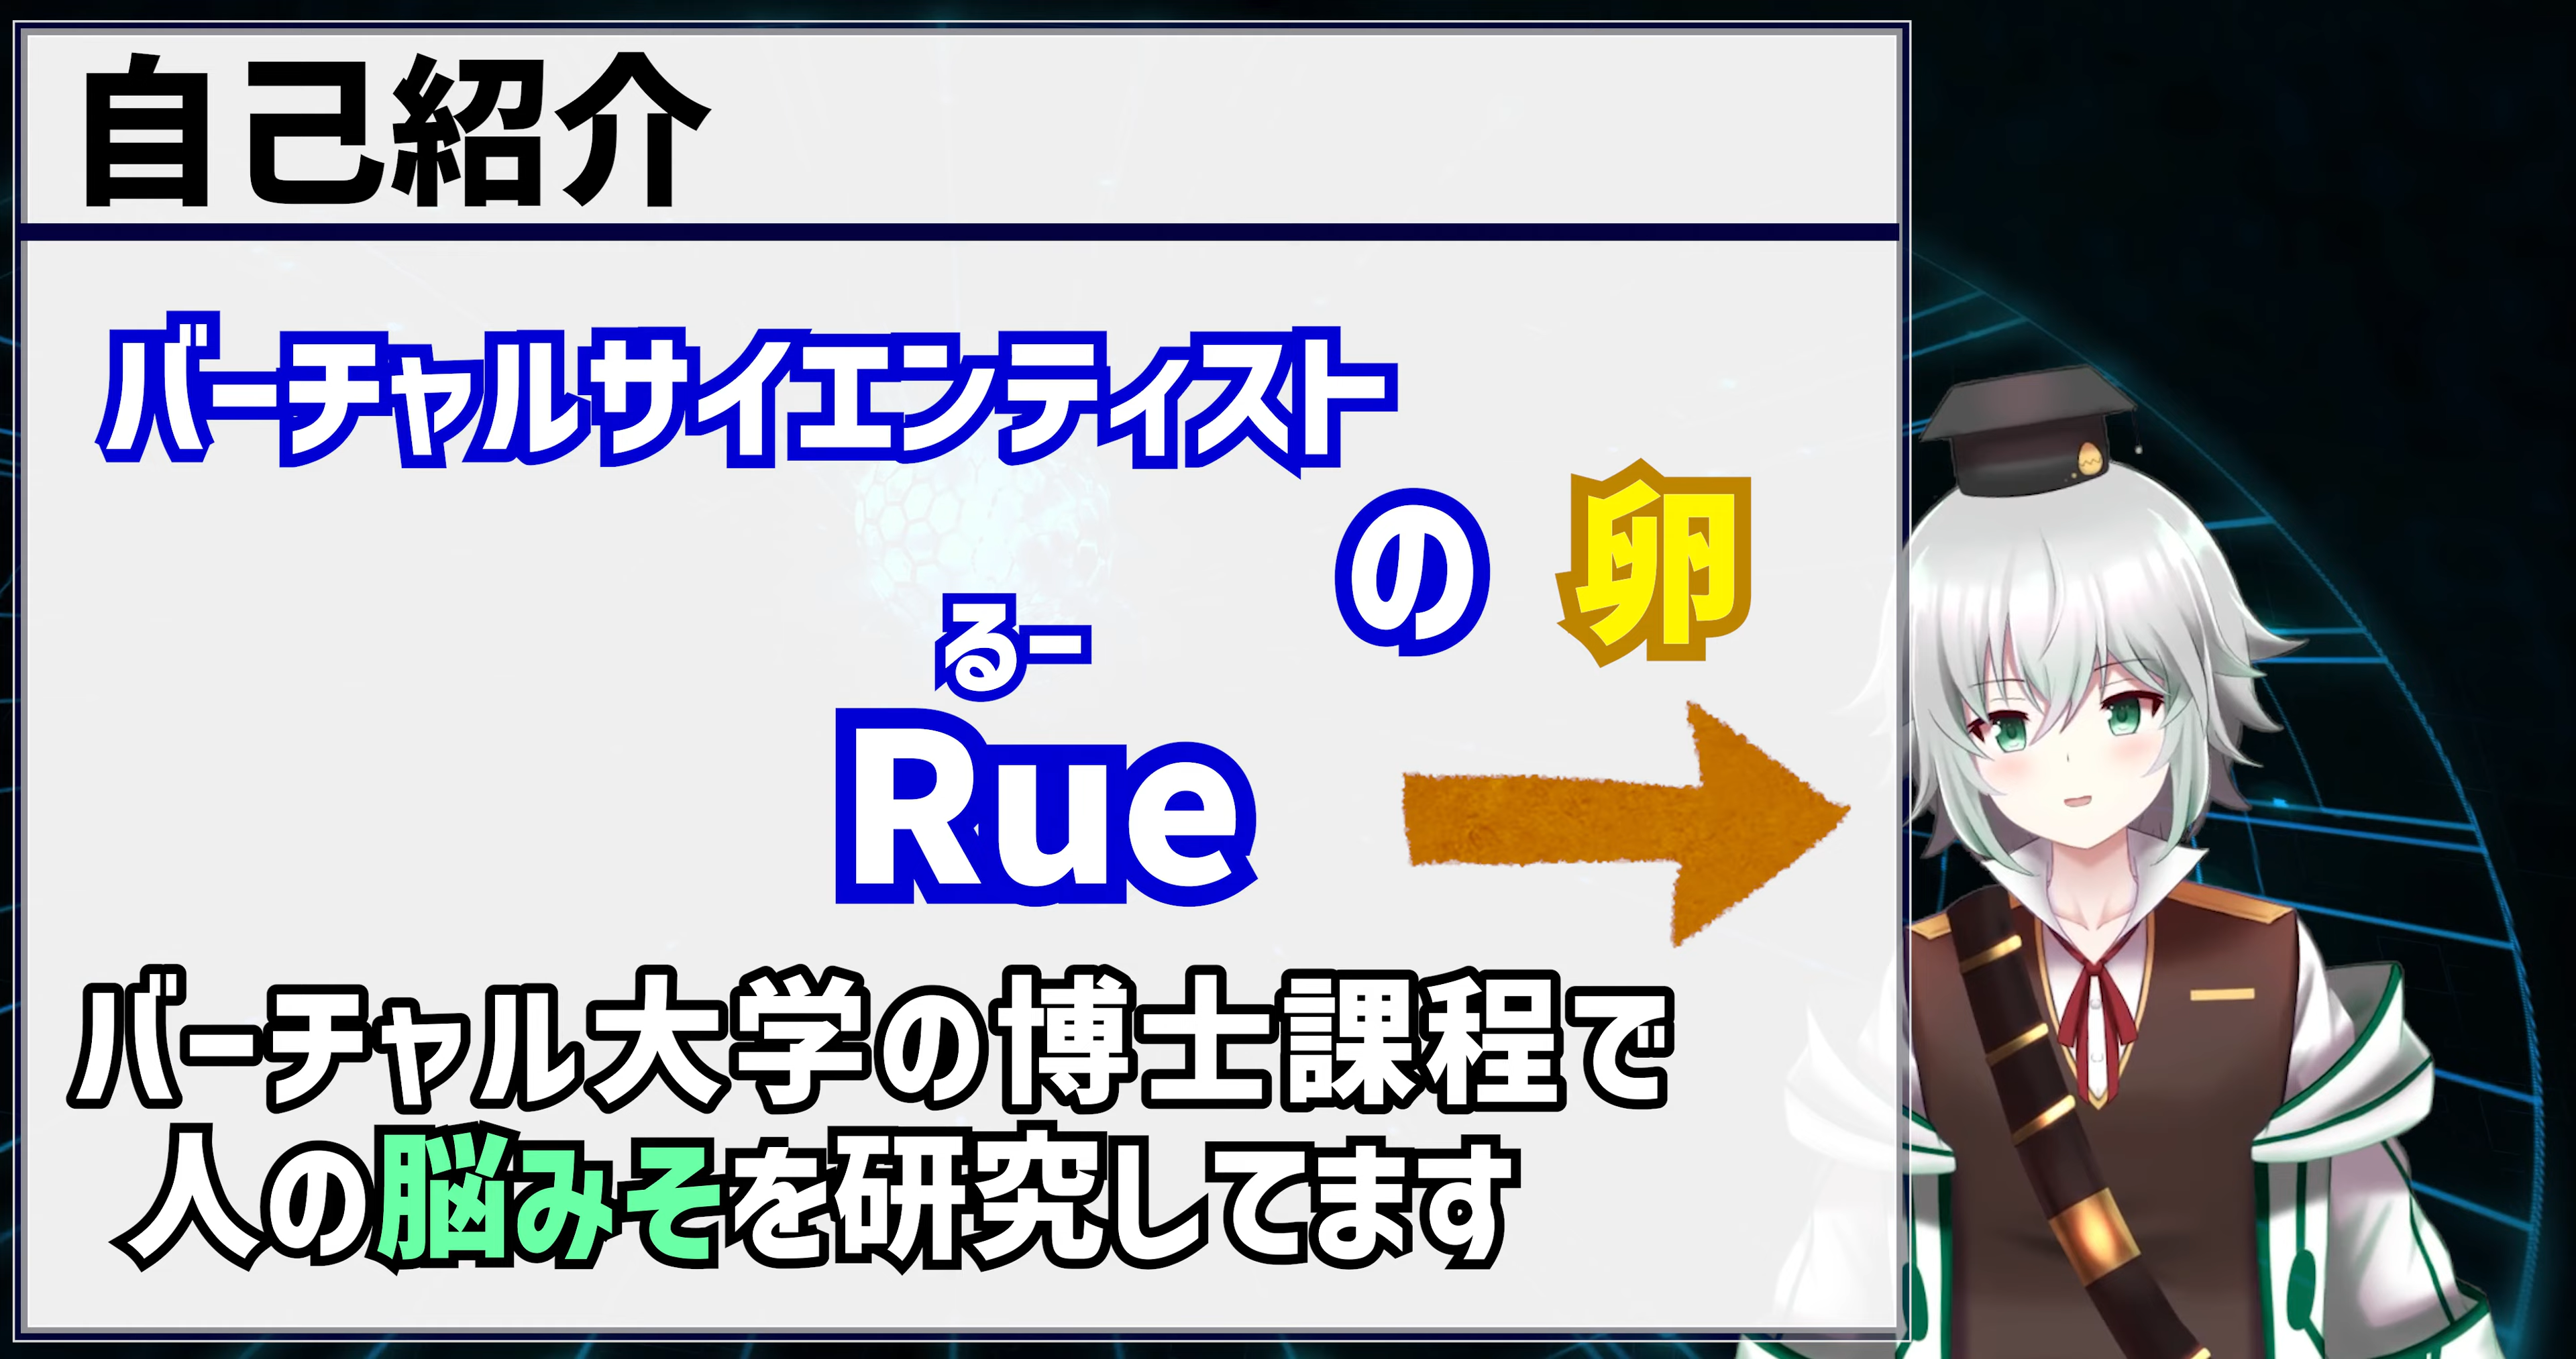 自己紹介
バーチャルサイエンティスト
の 卵
るー
Rue
バーチャル大学の博士課程で
人の脳みそを研究してます